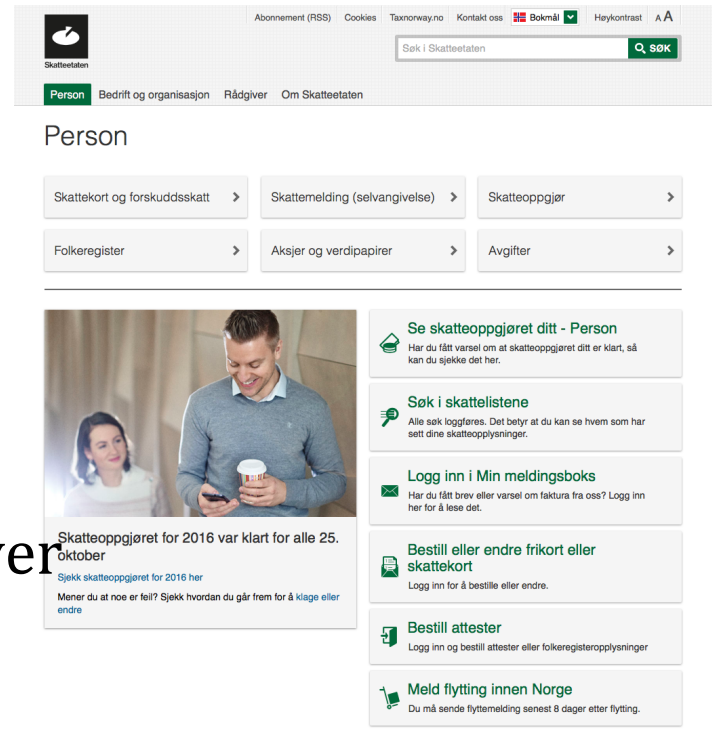 Abonnement (RSS) Cookies Taxnorway.no Kontakt oss Bokmål Høykontrast A A
Skatteetaten
Søk i Skatteetaten SØK
Person Bedrift og organisasjon Rådgiver Om Skatteetaten
Person
Skattekort og forskuddsskatt Skattemelding (selvangivelse) Skatteoppgjør
Folkeregister Aksjer og verdipapirer Avgifter
ver
Skatteoppgjøret for 2016 var klart for alle 25.
oktober
Sjekk skatteoppgjøret for 2016 her
Mener du at noe er feil? Sjekk hvordan du går frem for å klage eller
endre
Se skatteoppgjøret ditt - Person
Har du fått varsel om at skatteoppgjøret ditt er klart, så
kan du sjekke det her.
Søk i skattelistene
Alle søk loggføres. Det betyr at du kan se hvem som har
sett dine skatteopplysninger.
Logg inn i Min meldingsboks
Har du fått brev eller varsel om faktura fra oss? Logg inn
her for å lese det.
Bestill eller endre frikort eller
skattekort
Logg inn for å bestille eller endre.
Bestill attester
Logg inn og bestill attester eller folkeregisteropplysninger
Meld flytting innen Norge
Du må sende flyttemelding senest 8 dager etter flytting.